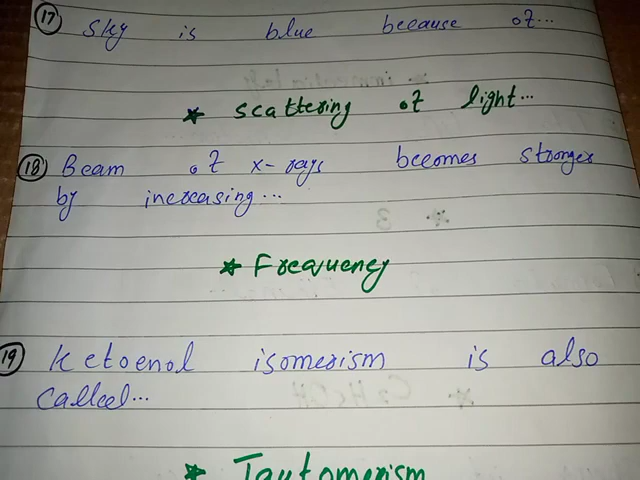 17 Sky is blue because of...
* Scattering of light...
18 Beam of x-rays becomes stronger
by increasing...
* Frequency
19 Ketoenol isomerism is also
Called...
* Tautomerism